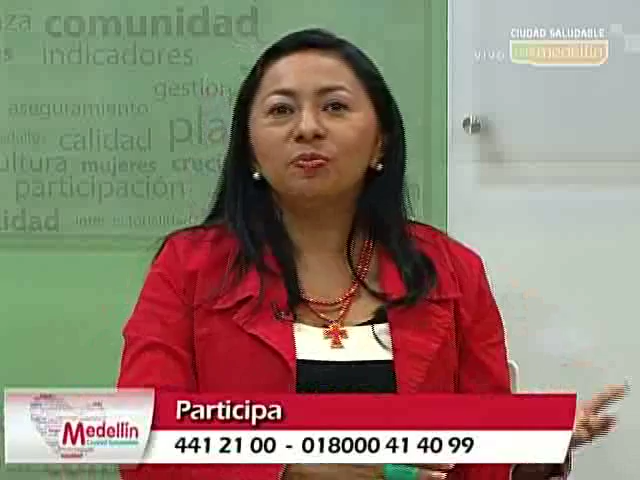 comunidad
indicadores
gestión
aseguramiento
calidad
mujeres
participación
CIUDAD SALUDABLE
VIVO
telemedellín
Participa
Medellín
441 21 00 - 018000 41 40 99